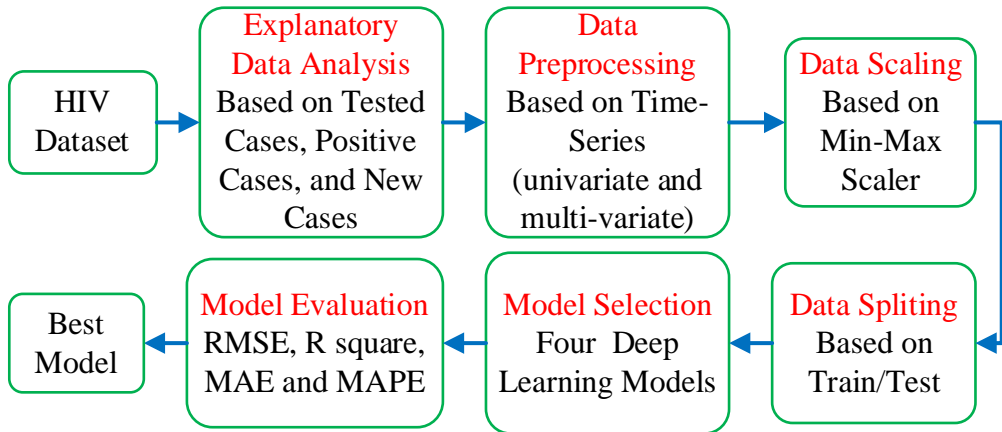 HIV
Dataset
Explanatory
Data Analysis
Based on Tested
Cases, Positive
Cases, and New
Cases
Data
Preprocessing
Based on Time-
Series
(univariate and
multi-variate)
Data Scaling
Based on
Min-Max
Scaler
Data Spliting
Based on
Train/Test
Model Selection
Four Deep
Learning Models
Model Evaluation
RMSE, R square,
MAE and MAPE
Best
Model